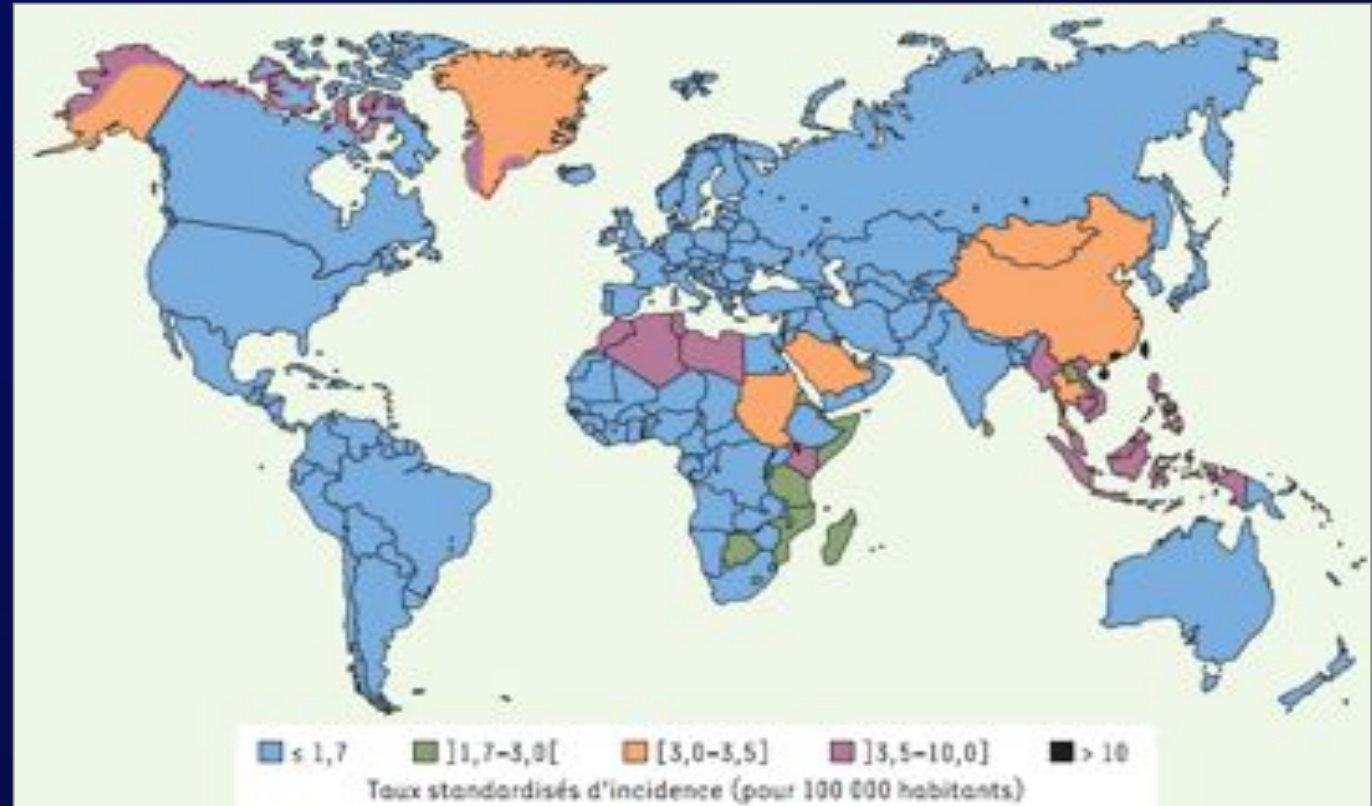 ≤ 1,7 ]1,7–3,0[ [3,0–3,5] ]3,5–10,0] > 10
Taux standardisés d'incidence (pour 100 000 habitants)